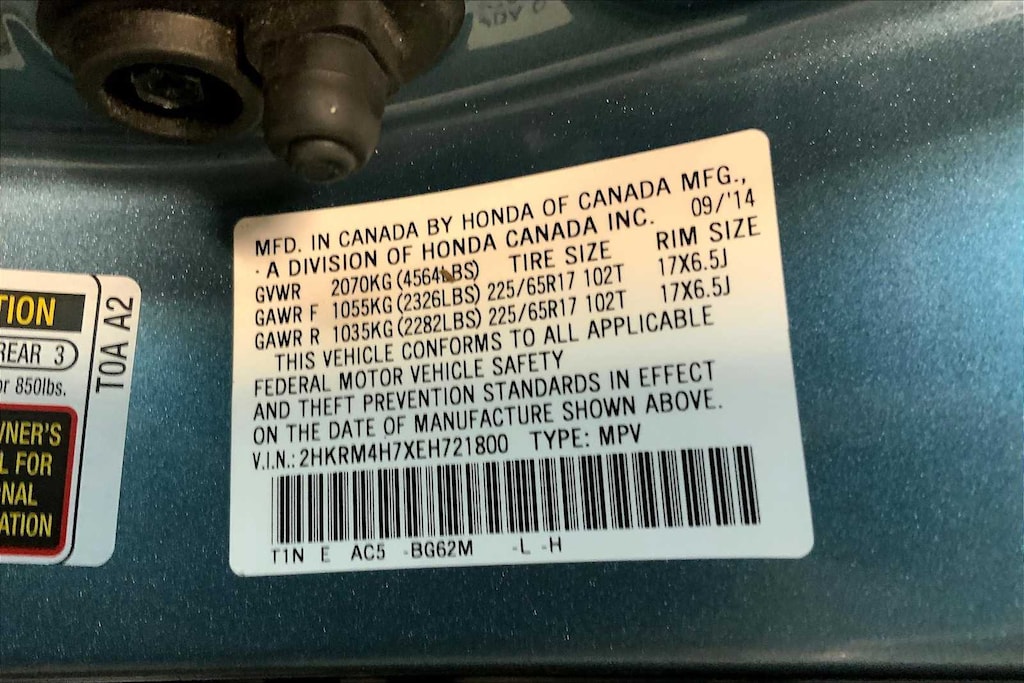 MFD. IN CANADA BY HONDA OF CANADA MFG.,
· A DIVISION OF HONDA CANADA INC. 09/'14
GVWR 2070KG (4564LBS) TIRE SIZE RIM SIZE
GAWR F 1055KG (2326LBS) 225/65R17 102T 17X6.5J
GAWR R 1035KG (2282LBS) 225/65R17 102T 17X6.5J
THIS VEHICLE CONFORMS TO ALL APPLICABLE
FEDERAL MOTOR VEHICLE SAFETY
AND THEFT PREVENTION STANDARDS IN EFFECT
ON THE DATE OF MANUFACTURE SHOWN ABOVE.
V.I.N.: 2HKRM4H7XEH721800 TYPE: MPV
T1N E AC5 -BG62M -L -H
TION
REAR 3
or 850lbs.
WNER'S
L FOR
NAL
ATION
T0A A2